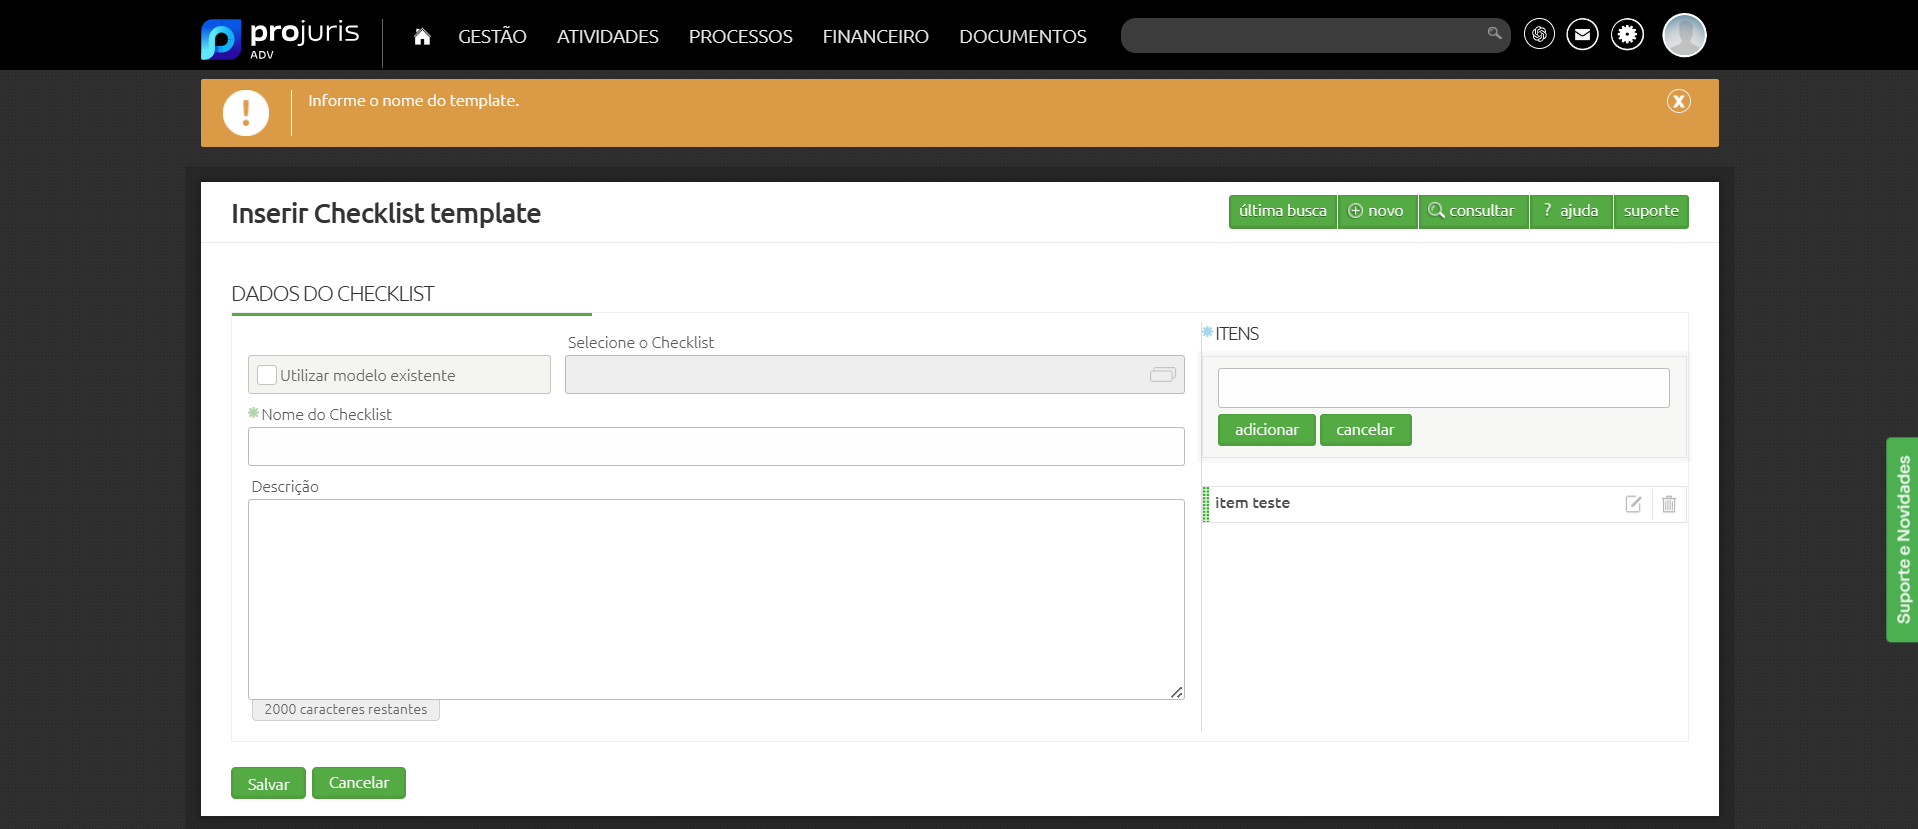 projuris
ADV
GESTÃO ATIVIDADES PROCESSOS FINANCEIRO DOCUMENTOS
Informe o nome do template.
Inserir Checklist template
última busca novo consultar ? ajuda suporte
DADOS DO CHECKLIST
Utilizar modelo existente
Selecione o Checklist
Nome do Checklist
Descrição
2000 caracteres restantes
ITENS
adicionar cancelar
item teste
Salvar Cancelar
Suporte e Novidades